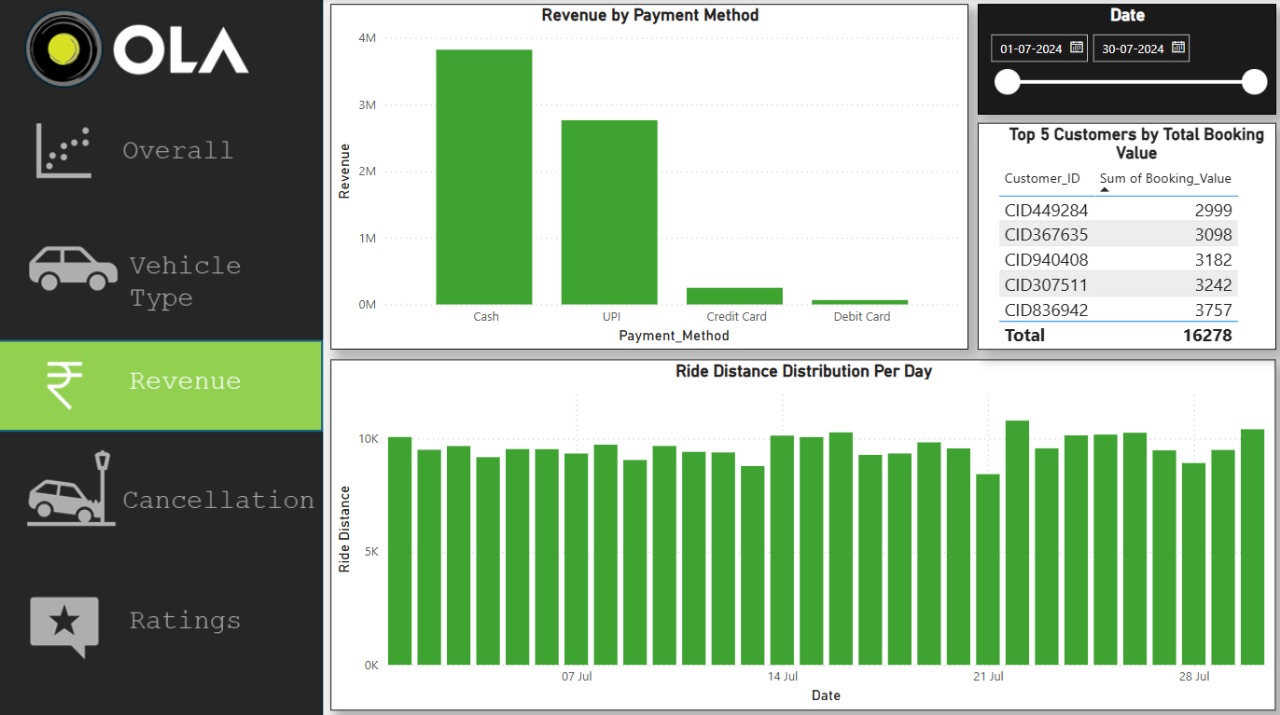 OLA
Overall
Vehicle
Type
Revenue
Cancellation
Ratings
Revenue by Payment Method
4M
3M
2M
1M
0M
Revenue
Cash UPI Credit Card Debit Card
Payment_Method
Date
01-07-2024 30-07-2024
Top 5 Customers by Total Booking
Value
Customer_ID Sum of Booking_Value
CID449284 2999
CID367635 3098
CID940408 3182
CID307511 3242
CID836942 3757
Total 16278
Ride Distance Distribution Per Day
10K
5K
0K
Ride Distance
07 Jul 14 Jul 21 Jul 28 Jul
Date